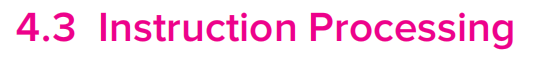 4.3 Instruction Processing